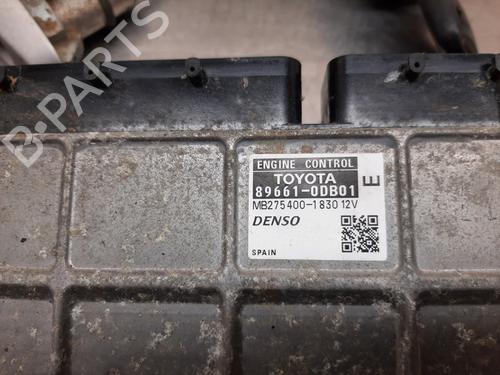 ENGINE CONTROL
TOYOTA
89661-0DB01
E
MB275400-1830 12V
DENSO
SPAIN
B-PARTS